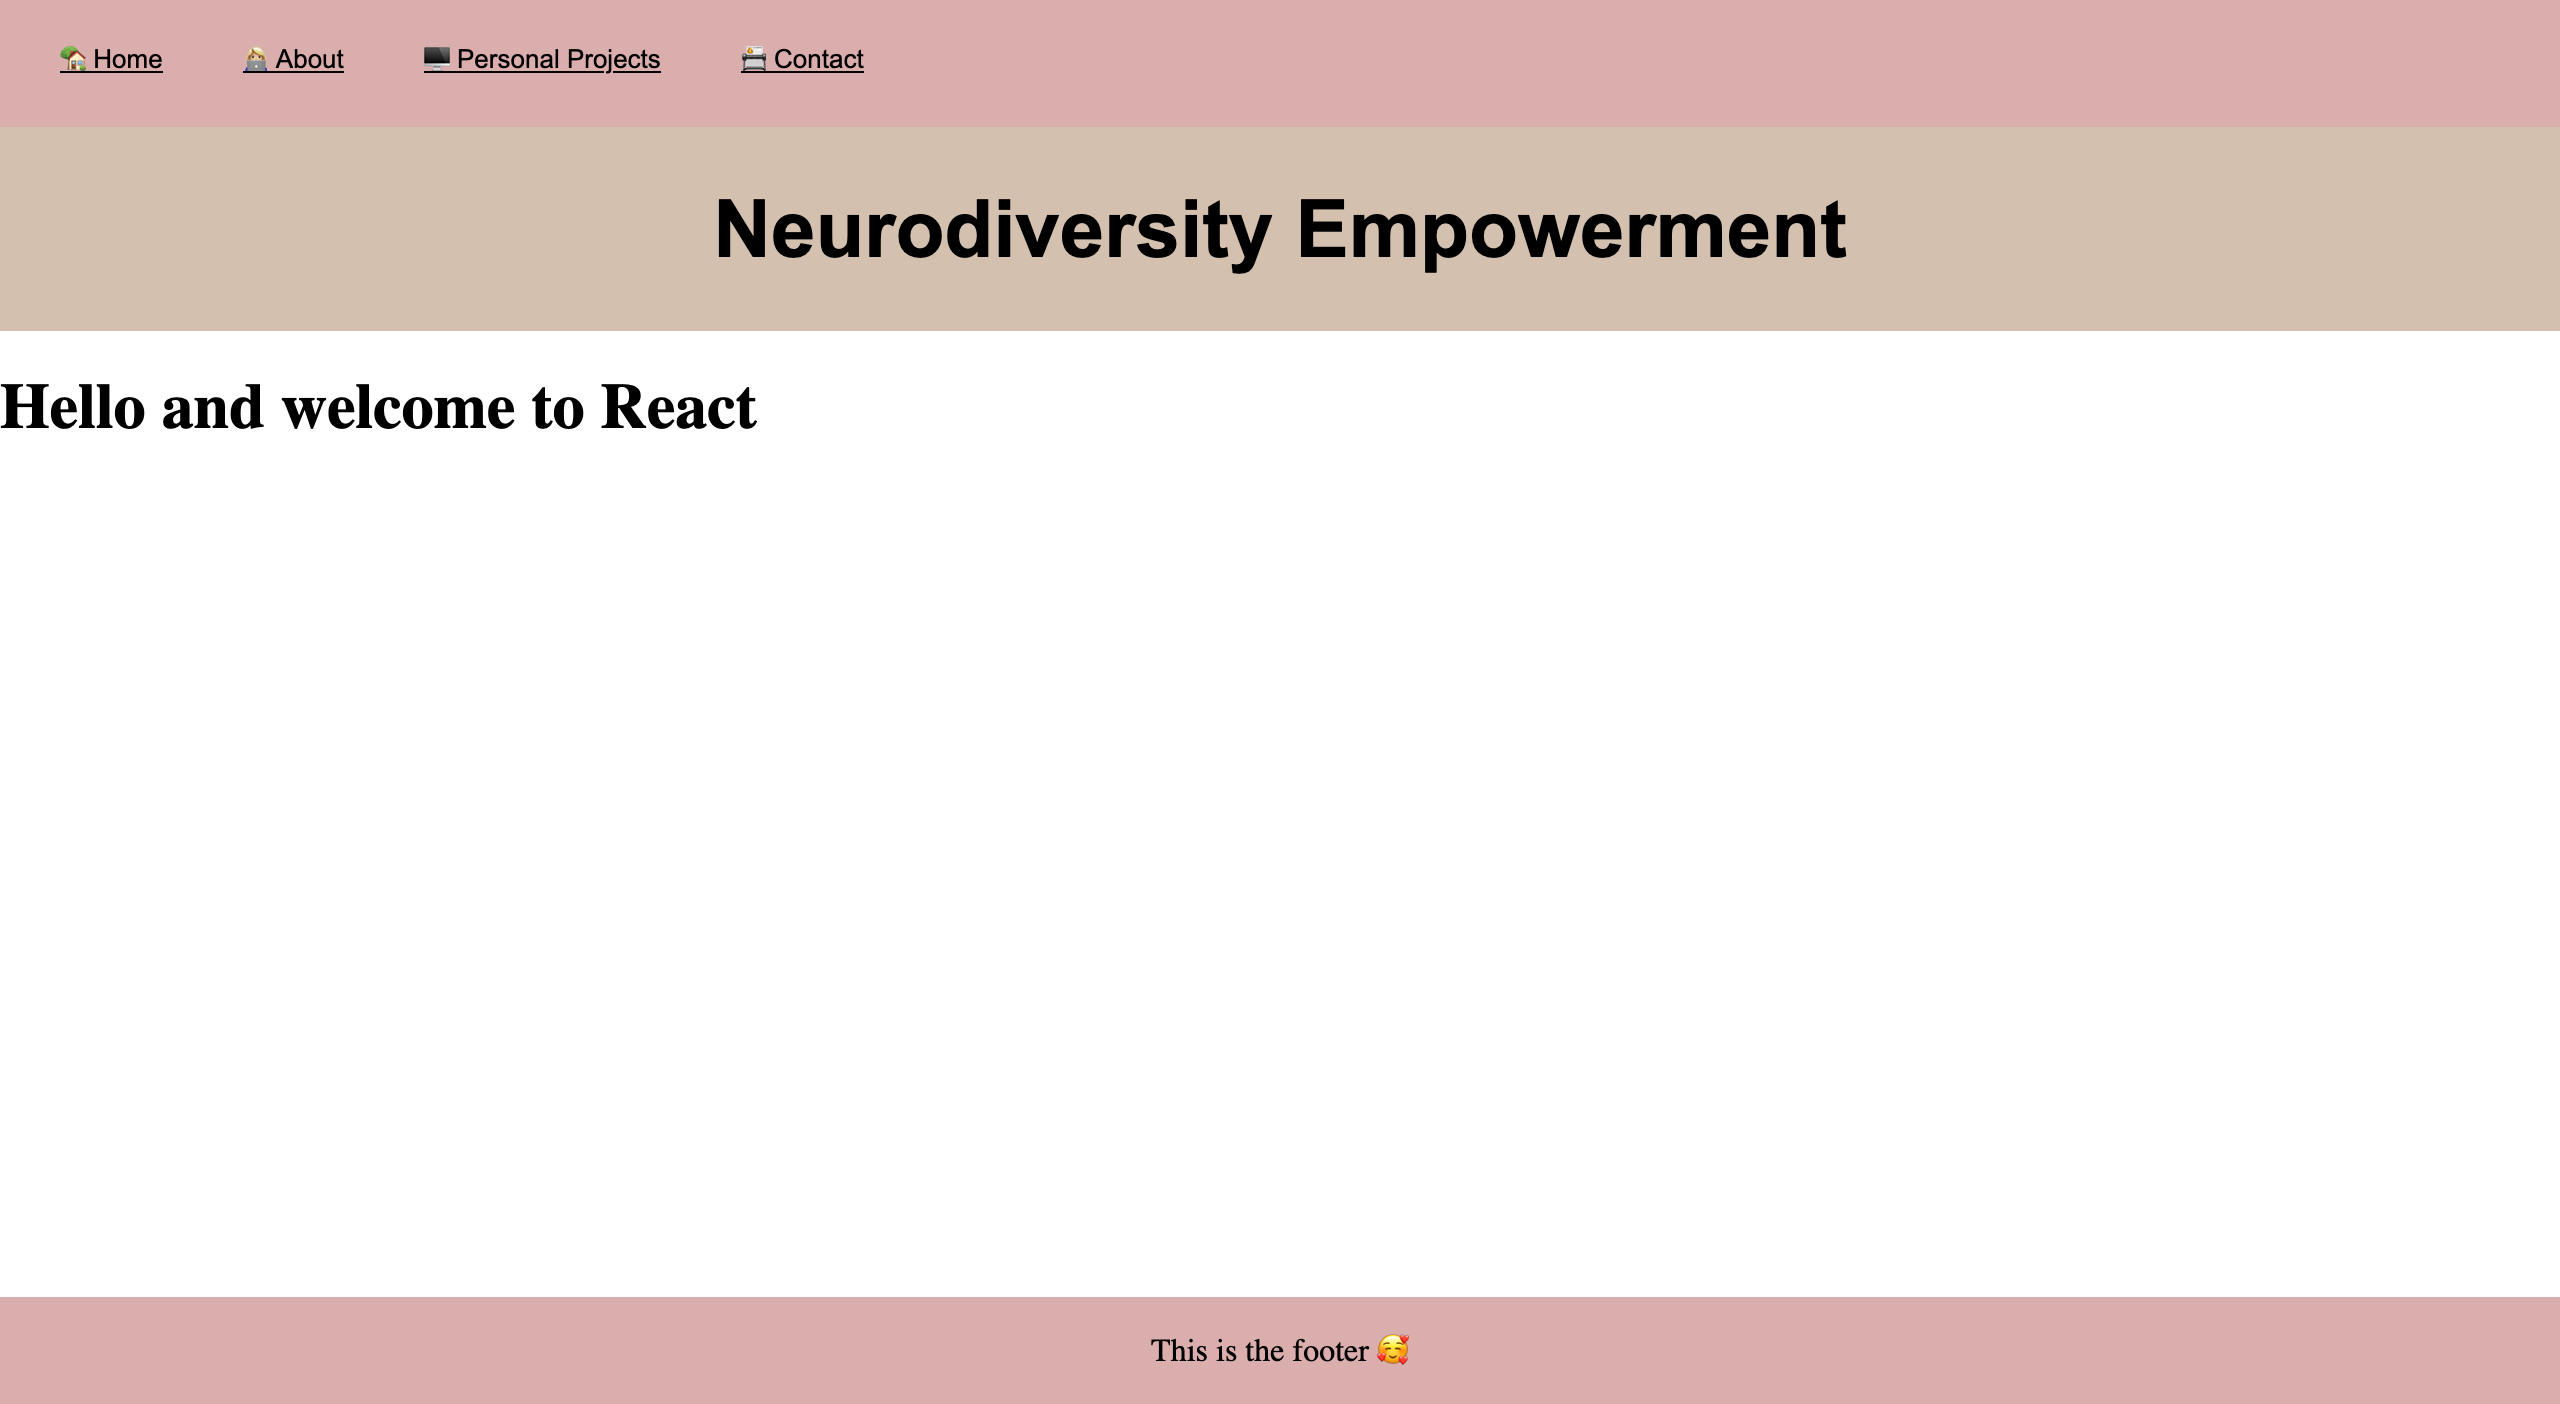 🏡 Home 👩🏼‍💻 About 🖥️ Personal Projects 📇 Contact
Neurodiversity Empowerment
Hello and welcome to React
This is the footer 🥰